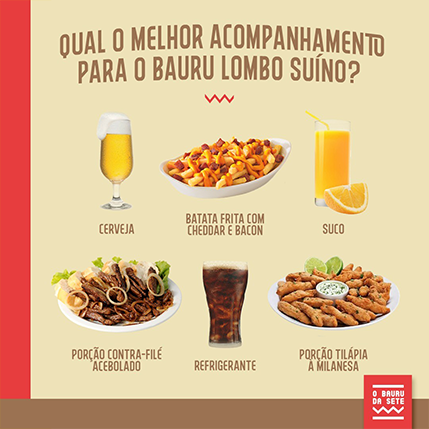 QUAL O MELHOR ACOMPANHAMENTO
PARA O BAURU LOMBO SUÍNO?
CERVEJA
BATATA FRITA COM
CHEDDAR E BACON
SUCO
PORÇÃO CONTRA-FILÉ
ACEBOLADO
REFRIGERANTE
PORÇÃO TILÁPIA
À MILANESA
O BAURU
DA SETE